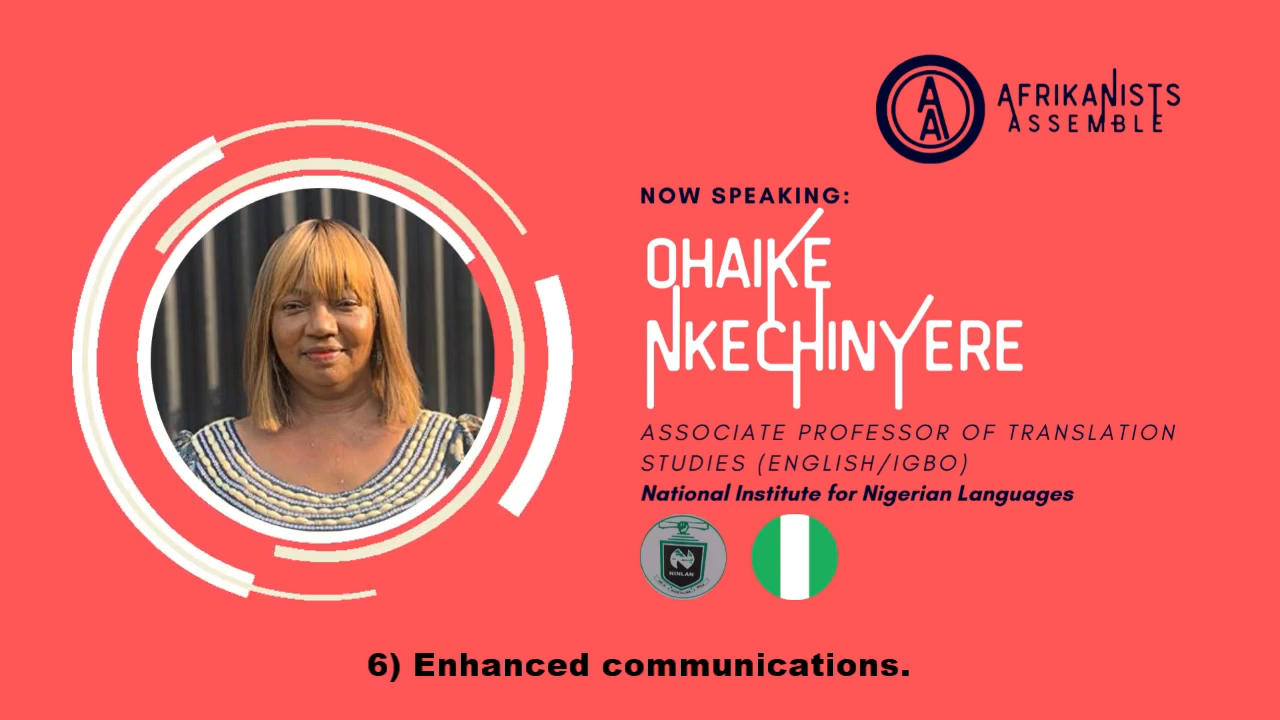 AA
AFRIKANISTS
ASSEMBLE
NOW SPEAKING:
OHAIKE
NKECHINYERE
ASSOCIATE PROFESSOR OF TRANSLATION
STUDIES (ENGLISH/IGBO)
National Institute for Nigerian Languages
NINLAN
6) Enhanced communications.